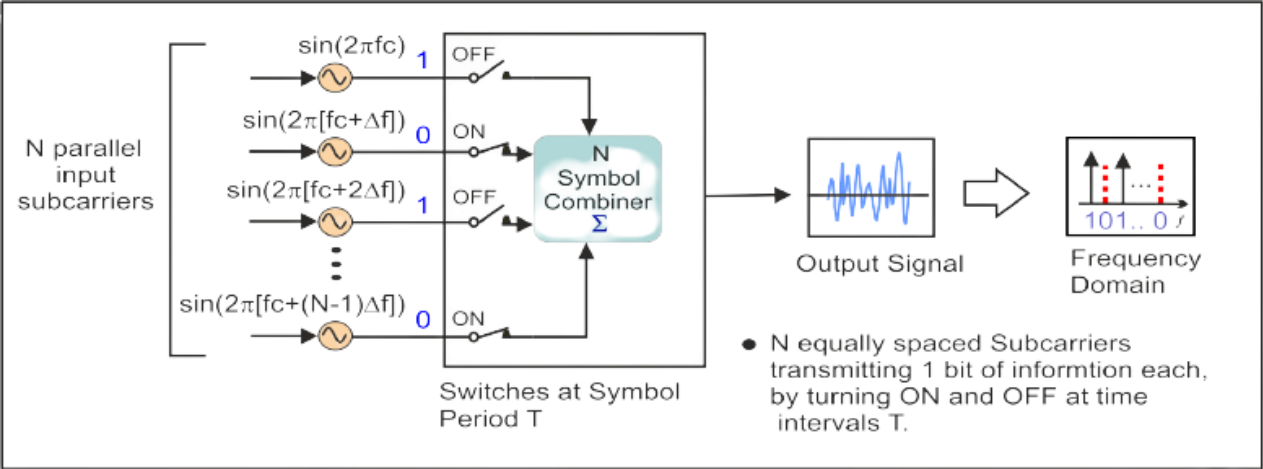 sin(2πfc)
1
OFF
sin(2π[fc+Δf])
0
ON
N parallel
input
subcarriers
sin(2π[fc+2Δf)
1
OFF
N
Symbol
Combiner
Σ
sin(2π[fc+(N-1)Δf])
0
ON
Switches at Symbol
Period T
Output Signal
...
101.. 0 f
Frequency
Domain
● N equally spaced Subcarriers
transmitting 1 bit of informtion each,
by turning ON and OFF at time
intervals T.